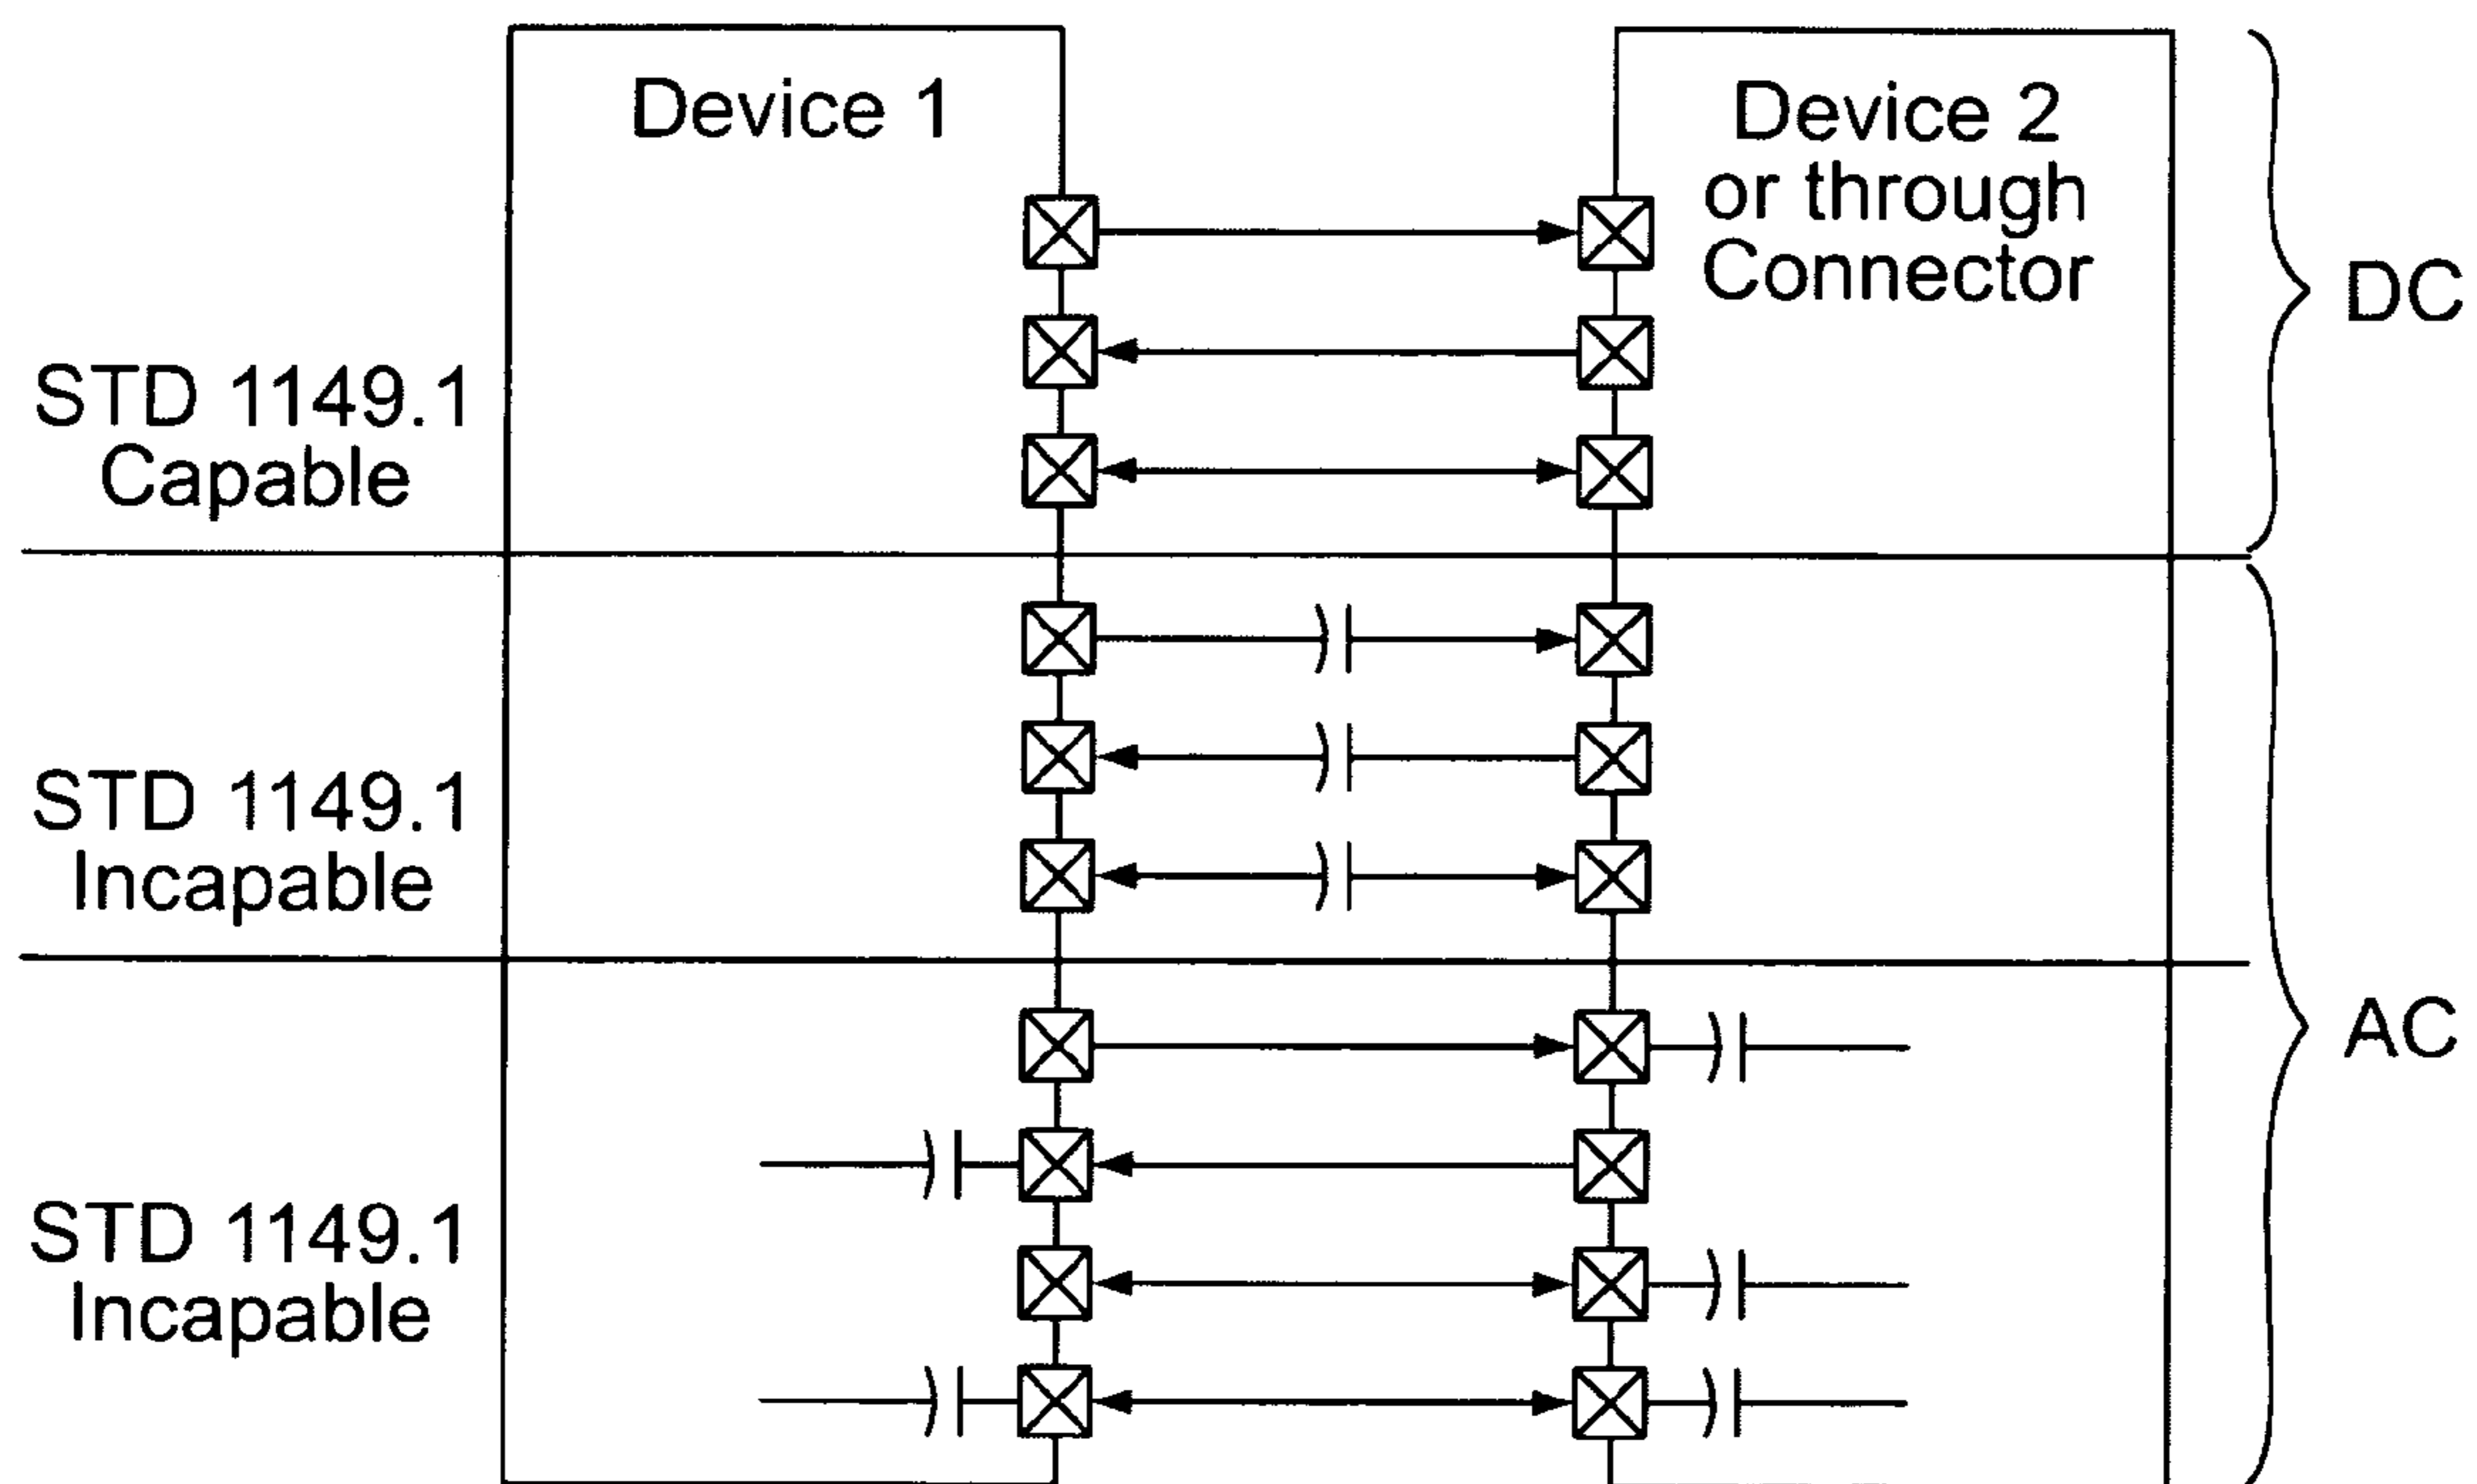 Device 1
Device 2
or through
Connector
DC
STD 1149.1
Capable
STD 1149.1
Incapable
AC
STD 1149.1
Incapable